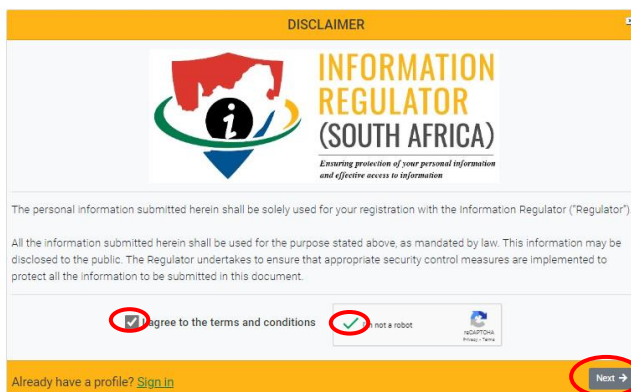 DISCLAIMER
INFORMATION
REGULATOR
(SOUTH AFRICA)
Ensuring protection of your personal information
and effective access to information
The personal information submitted herein shall be solely used for your registration with the Information Regulator ("Regulator").
All the information submitted herein shall be used for the purpose stated above, as mandated by law. This information may be
disclosed to the public. The Regulator undertakes to ensure that appropriate security control measures are implemented to
protect all the information to be submitted in this document.
I agree to the terms and conditions
I'm not a robot
reCAPTCHA
Privacy - Terms
Already have a profile? Sign in
Next →